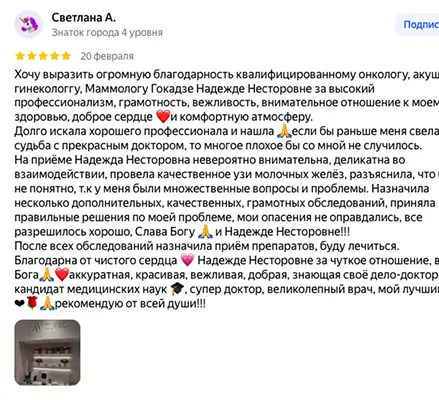 Светлана А.
Знаток города 4 уровня
Подпис
20 февраля
Хочу выразить огромную благодарность квалифицированному онкологу, акуш
гинекологгу, Маммологу Гокадзе Надежде Несторовне за высокий
профессионализм, грамотность, вежливость, внимательное отношение к моем
здоровью, доброе сердце ❤️и комфортную атмосферу.
Долго искала хорошего профессионала и нашла 🙏если бы раньше меня свела
судьба с прекрасным доктором, то многое плохое бы со мной не случилось.
На приёме Надежда Несторовна невероятно внимательна, деликатна во
взаимодействии, провела качественное узи молочных желёз, разъяснила, что б
не понятно, т.к у меня были множественные вопросы и проблемы. Назначила
несколько дополнительных, качественных, грамотных обследований, приняла
правильные решения по моей проблеме, мои опасения не оправдались, все
разрешилось хорошо, Слава Богу 🙏 и Надежде Несторовне!!!
После всех обследований назначила приём препаратов, буду лечиться.
Благодарна от чистого сердца 💗 Надежде Несторовне за чуткое отношение, в
Бога🙏❤️аккуратная, красивая, вежливая, добрая, знающая своё дело-доктор
кандидат медицинских наук 🎓, супер доктор, великолепный врач, мой лучши
❤🌹🙏рекомендую от всей души!!!